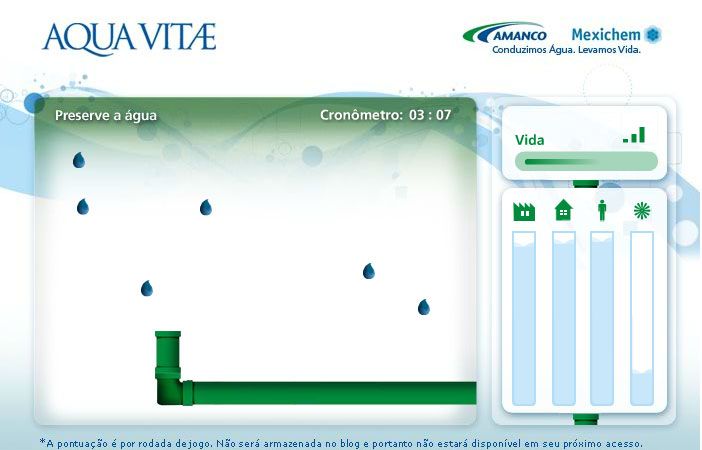 AQUA VITÆ
AMANCO Mexichem
Conduzimos Água. Levamos Vida.
Preserve a água
Cronômetro: 03 : 07
Vida
*A pontuação é por rodada de jogo. Não será armazenada no blog e portanto não estará disponível em seu próximo acesso.